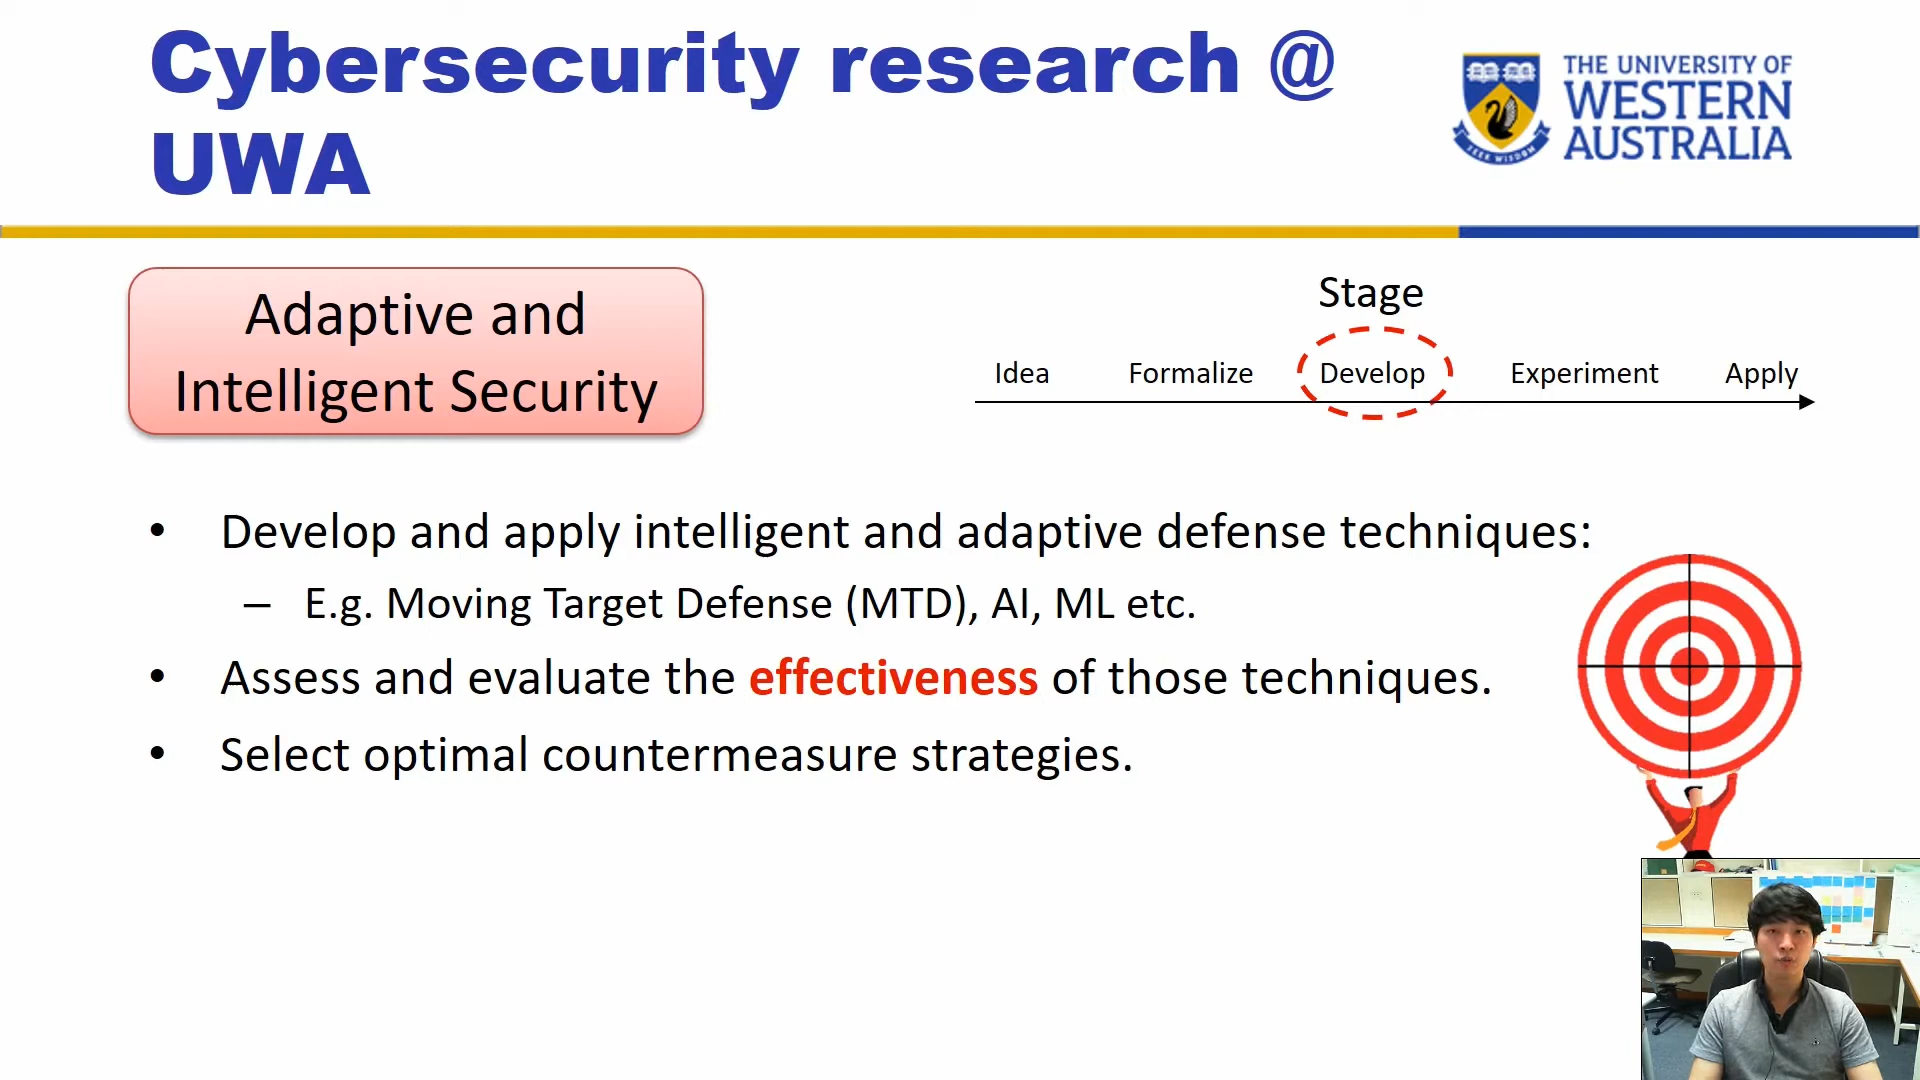 Cybersecurity research @
UWA
THE UNIVERSITY OF
WESTERN
AUSTRALIA
SEEK WISDOM
Adaptive and
Intelligent Security
Stage
Idea Formalize Develop Experiment Apply
• Develop and apply intelligent and adaptive defense techniques:
– E.g. Moving Target Defense (MTD), AI, ML etc.
• Assess and evaluate the effectiveness of those techniques.
• Select optimal countermeasure strategies.